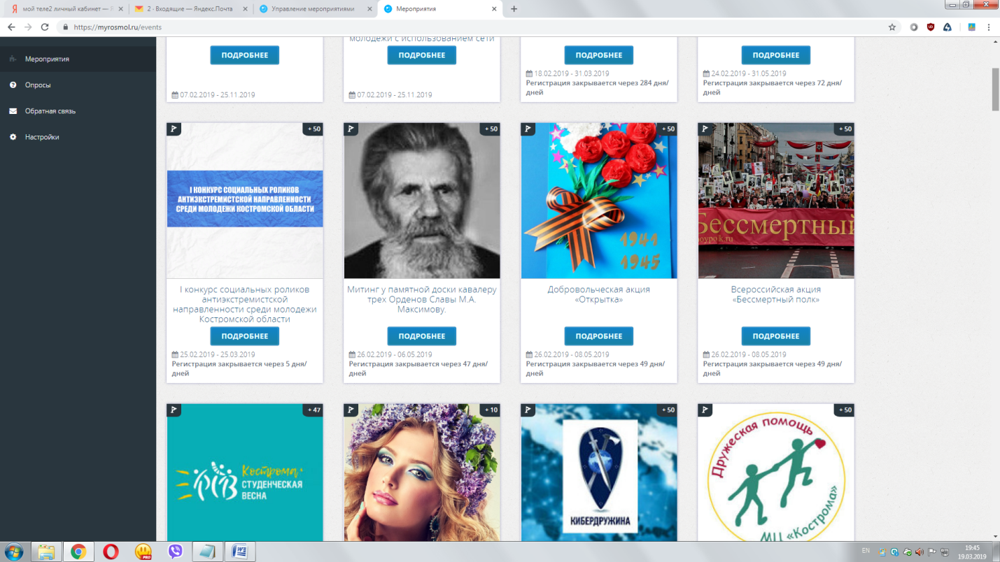 мой теле2 личный кабинет — Я
2 - Входящие — Яндекс.Почта
Управление мероприятиями
Мероприятия
https://myrosmol.ru/events
Мероприятия
Опросы
Обратная связь
Настройки
молодежи с использованием сети
ПОДРОБНЕЕ
ПОДРОБНЕЕ
ПОДРОБНЕЕ
ПОДРОБНЕЕ
07.02.2019 - 25.11.2019
07.02.2019 - 25.11.2019
18.02.2019 - 31.03.2019
Регистрация закрывается через 284 дня/
дней
24.02.2019 - 31.05.2019
Регистрация закрывается через 72 дня/
дней
+ 50
I КОНКУРС СОЦИАЛЬНЫХ РОЛИКОВ
АНТИЭКСТРЕМИСТСКОЙ НАПРАВЛЕННОСТИ
СРЕДИ МОЛОДЕЖИ КОСТРОМСКОЙ ОБЛАСТИ
I конкурс социальных роликов
антиэкстремистской
направленности среди молодежи
Костромской области
ПОДРОБНЕЕ
25.02.2019 - 25.03.2019
Регистрация закрывается через 5 дня/
дней
+ 50
Митинг у памятной доски кавалеру
трех Орденов Славы М.А.
Максимову.
ПОДРОБНЕЕ
26.02.2019 - 06.05.2019
Регистрация закрывается через 47 дня/
дней
+ 50
1941
1945
Добровольческая акция
«Открытка»
ПОДРОБНЕЕ
26.02.2019 - 08.05.2019
Регистрация закрывается через 49 дня/
дней
+ 50
Бессмертный
Всероссийская акция
«Бессмертный полк»
ПОДРОБНЕЕ
26.02.2019 - 08.05.2019
Регистрация закрывается через 49 дня/
дней
+ 47
Кострома
СТУДЕНЧЕСКАЯ
ВЕСНА
+ 10
+ 50
КИБЕРДРУЖИНА
+ 50
Дружеская помощь
МЦ «Кострома»
EN
19:45
19.03.2019